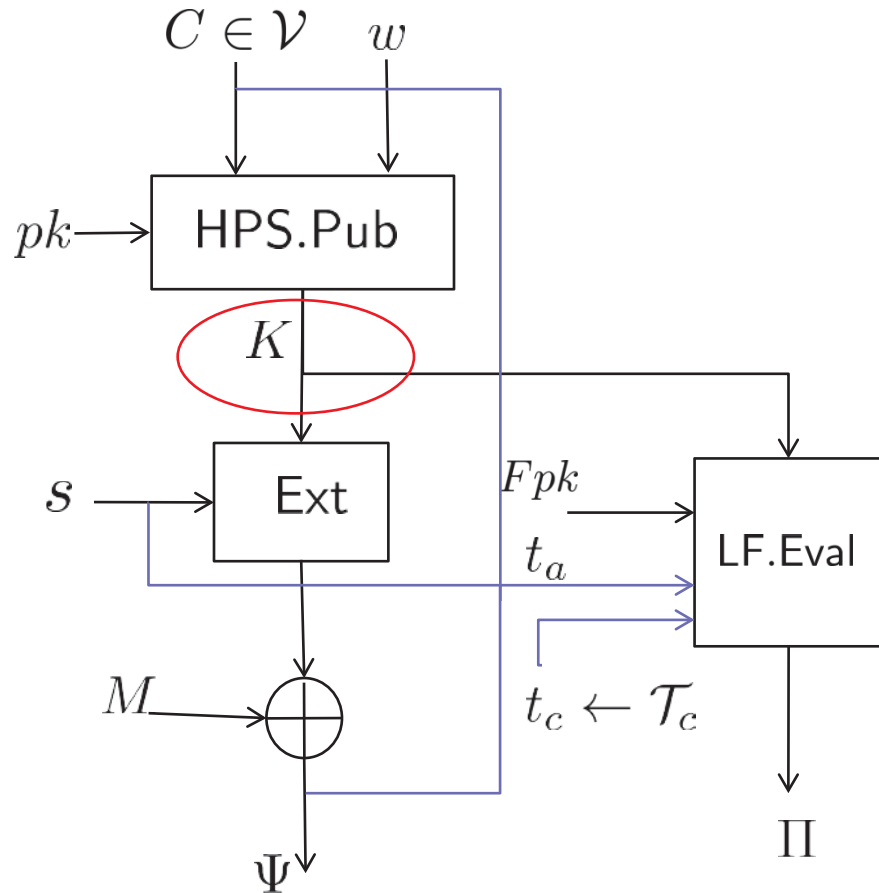 C ∈ 𝒱 w
pk HPS.Pub
K
s Ext
Fpk
LF.Eval
t_a
M
t_c ← 𝒯_c
Ψ
Π